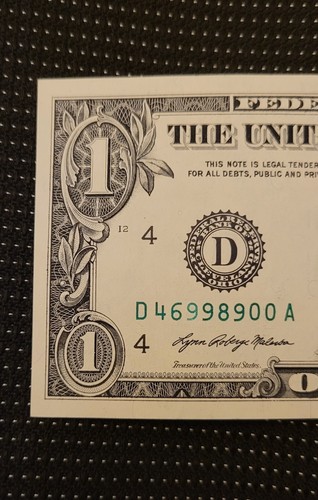 FEDE
THE UNIT
THIS NOTE IS LEGAL TENDER
FOR ALL DEBTS, PUBLIC AND PRI
1
12
4
D
D 46998900 A
4
1
Lynn Roberge Malerba
Treasurer of the United States.
O